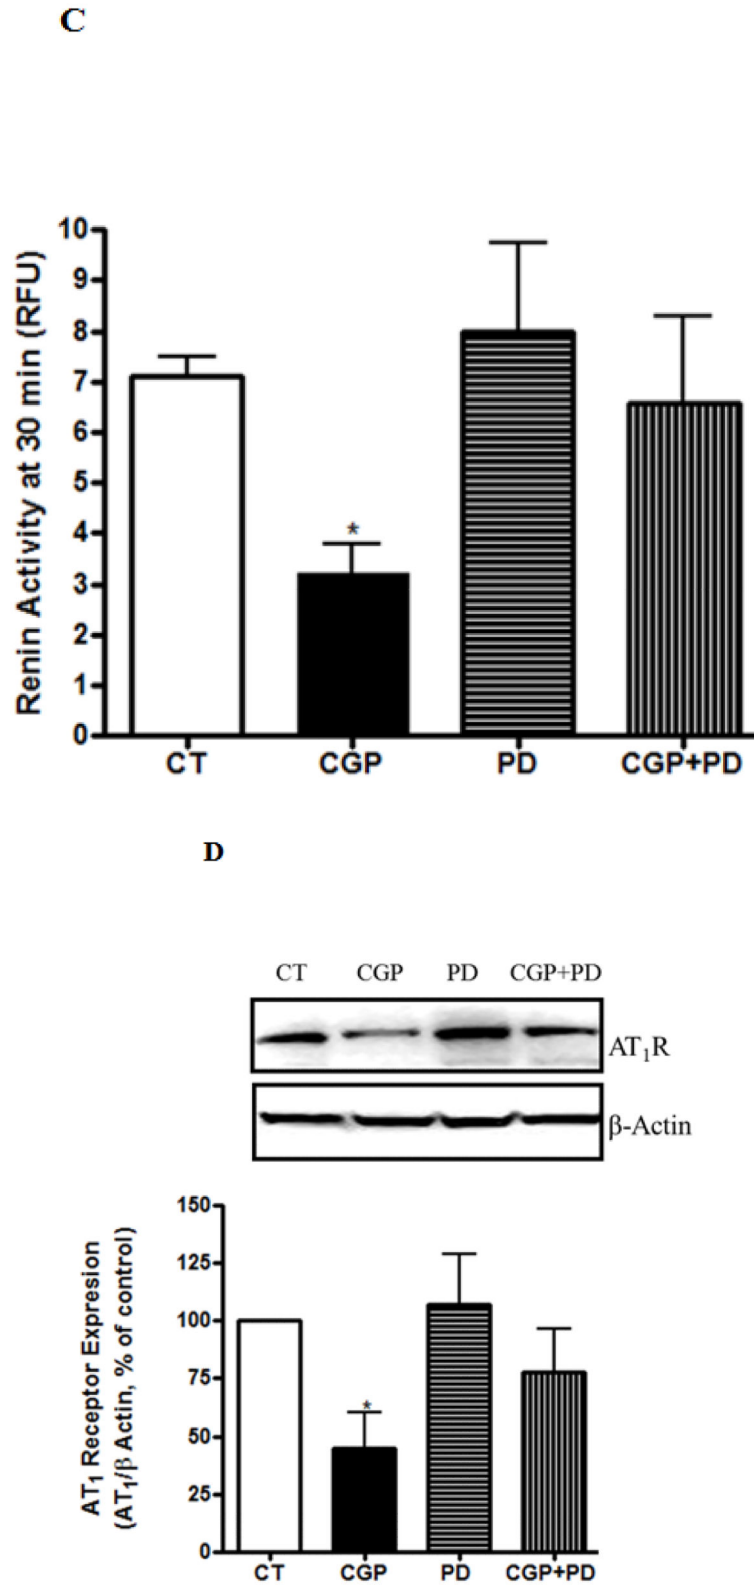 C
Renin Activity at 30 min (RFU)
10
9
8
7
6
5
4
3
2
1
0
*
CT CGP PD CGP+PD
D
CT CGP PD CGP+PD
AT₁R
β-Actin
AT₁ Receptor Expresion
(AT₁/β Actin, % of control)
150
125
100
75
50
25
0
*
CT CGP PD CGP+PD